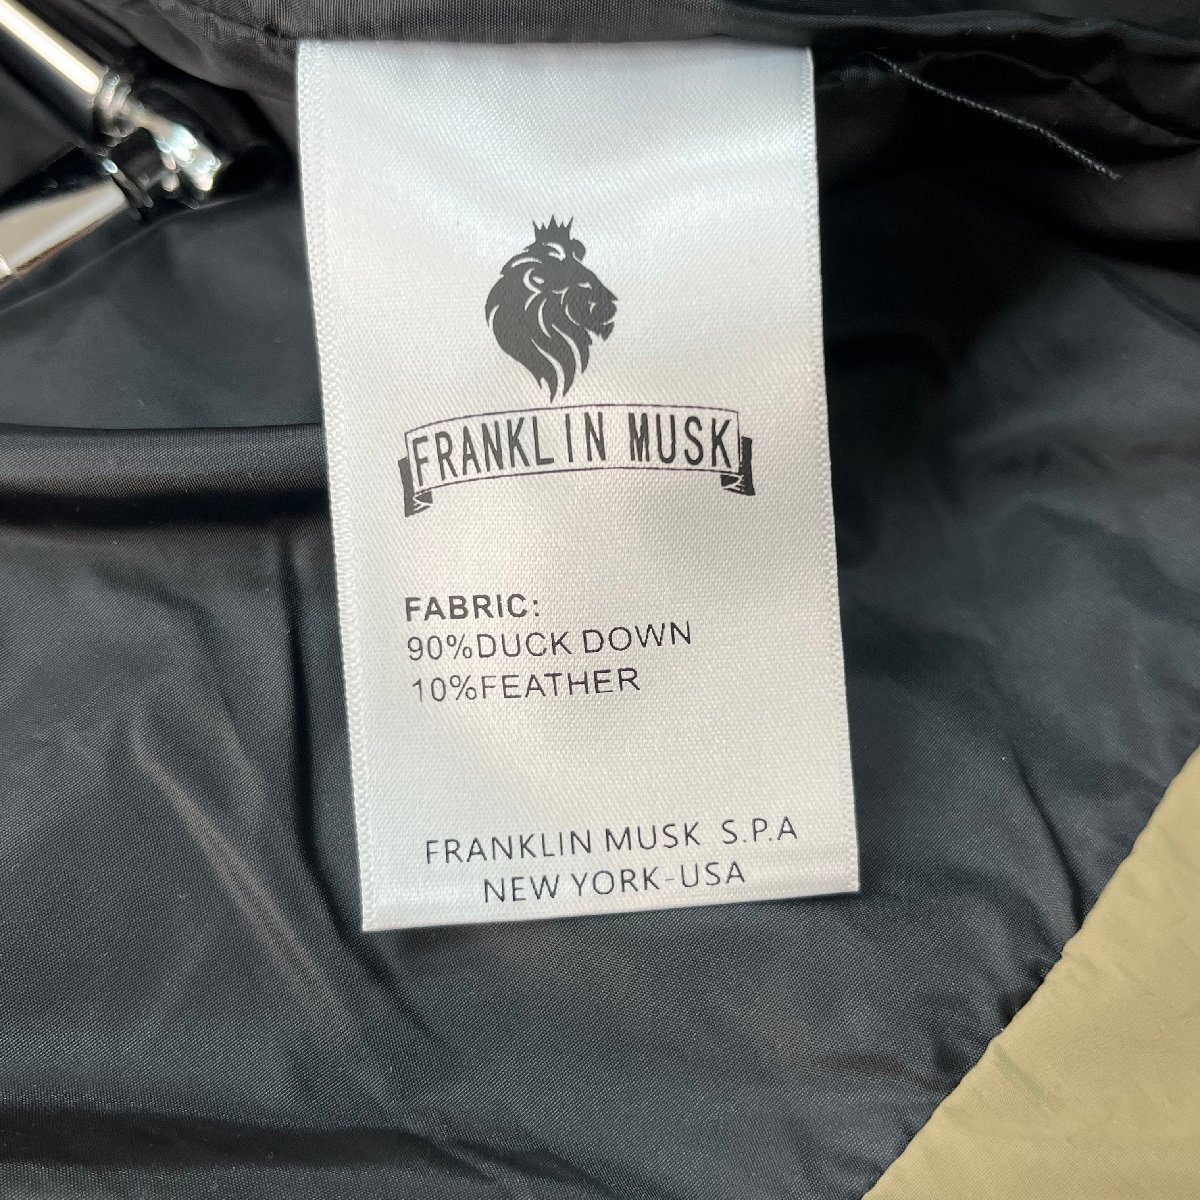 FRANKLIN MUSK
FABRIC:
90%DUCK DOWN
10%FEATHER
FRANKLIN MUSK S.P.A
NEW YORK-USA